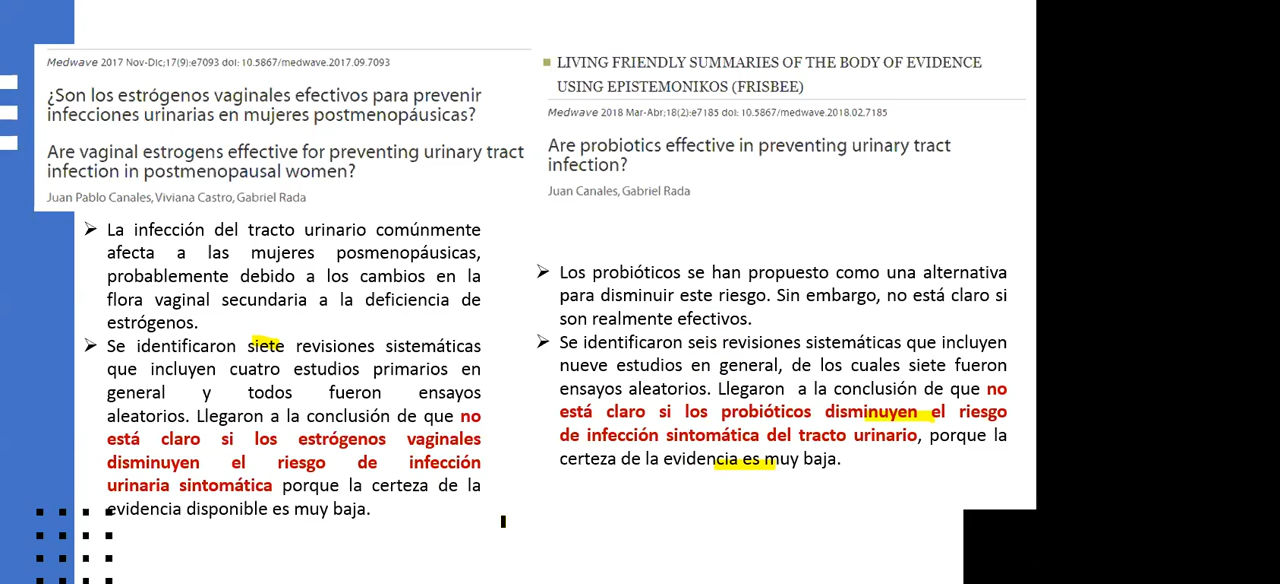 Medwave 2017 Nov-Dic;17(9):e7093 doi: 10.5867/medwave.2017.09.7093
¿Son los estrógenos vaginales efectivos para prevenir
infecciones urinarias en mujeres postmenopáusicas?
Are vaginal estrogens effective for preventing urinary tract
infection in postmenopausal women?
Juan Pablo Canales, Viviana Castro, Gabriel Rada
➢ La infección del tracto urinario comúnmente
afecta a las mujeres posmenopáusicas,
probablemente debido a los cambios en la
flora vaginal secundaria a la deficiencia de
estrógenos.
➢ Se identificaron siete revisiones sistemáticas
que incluyen cuatro estudios primarios en
general y todos fueron ensayos
aleatorios. Llegaron a la conclusión de que no
está claro si los estrógenos vaginales
disminuyen el riesgo de infección
urinaria sintomática porque la certeza de la
evidencia disponible es muy baja.
LIVING FRIENDLY SUMMARIES OF THE BODY OF EVIDENCE
USING EPISTEMONIKOS (FRISBEE)
Medwave 2018 Mar-Abr;18(2):e7185 doi: 10.5867/medwave.2018.02.7185
Are probiotics effective in preventing urinary tract
infection?
Juan Canales, Gabriel Rada
➢ Los probióticos se han propuesto como una alternativa
para disminuir este riesgo. Sin embargo, no está claro si
son realmente efectivos.
➢ Se identificaron seis revisiones sistemáticas que incluyen
nueve estudios en general, de los cuales siete fueron
ensayos aleatorios. Llegaron a la conclusión de que no
está claro si los probióticos disminuyen el riesgo
de infección sintomática del tracto urinario, porque la
certeza de la evidencia es muy baja.